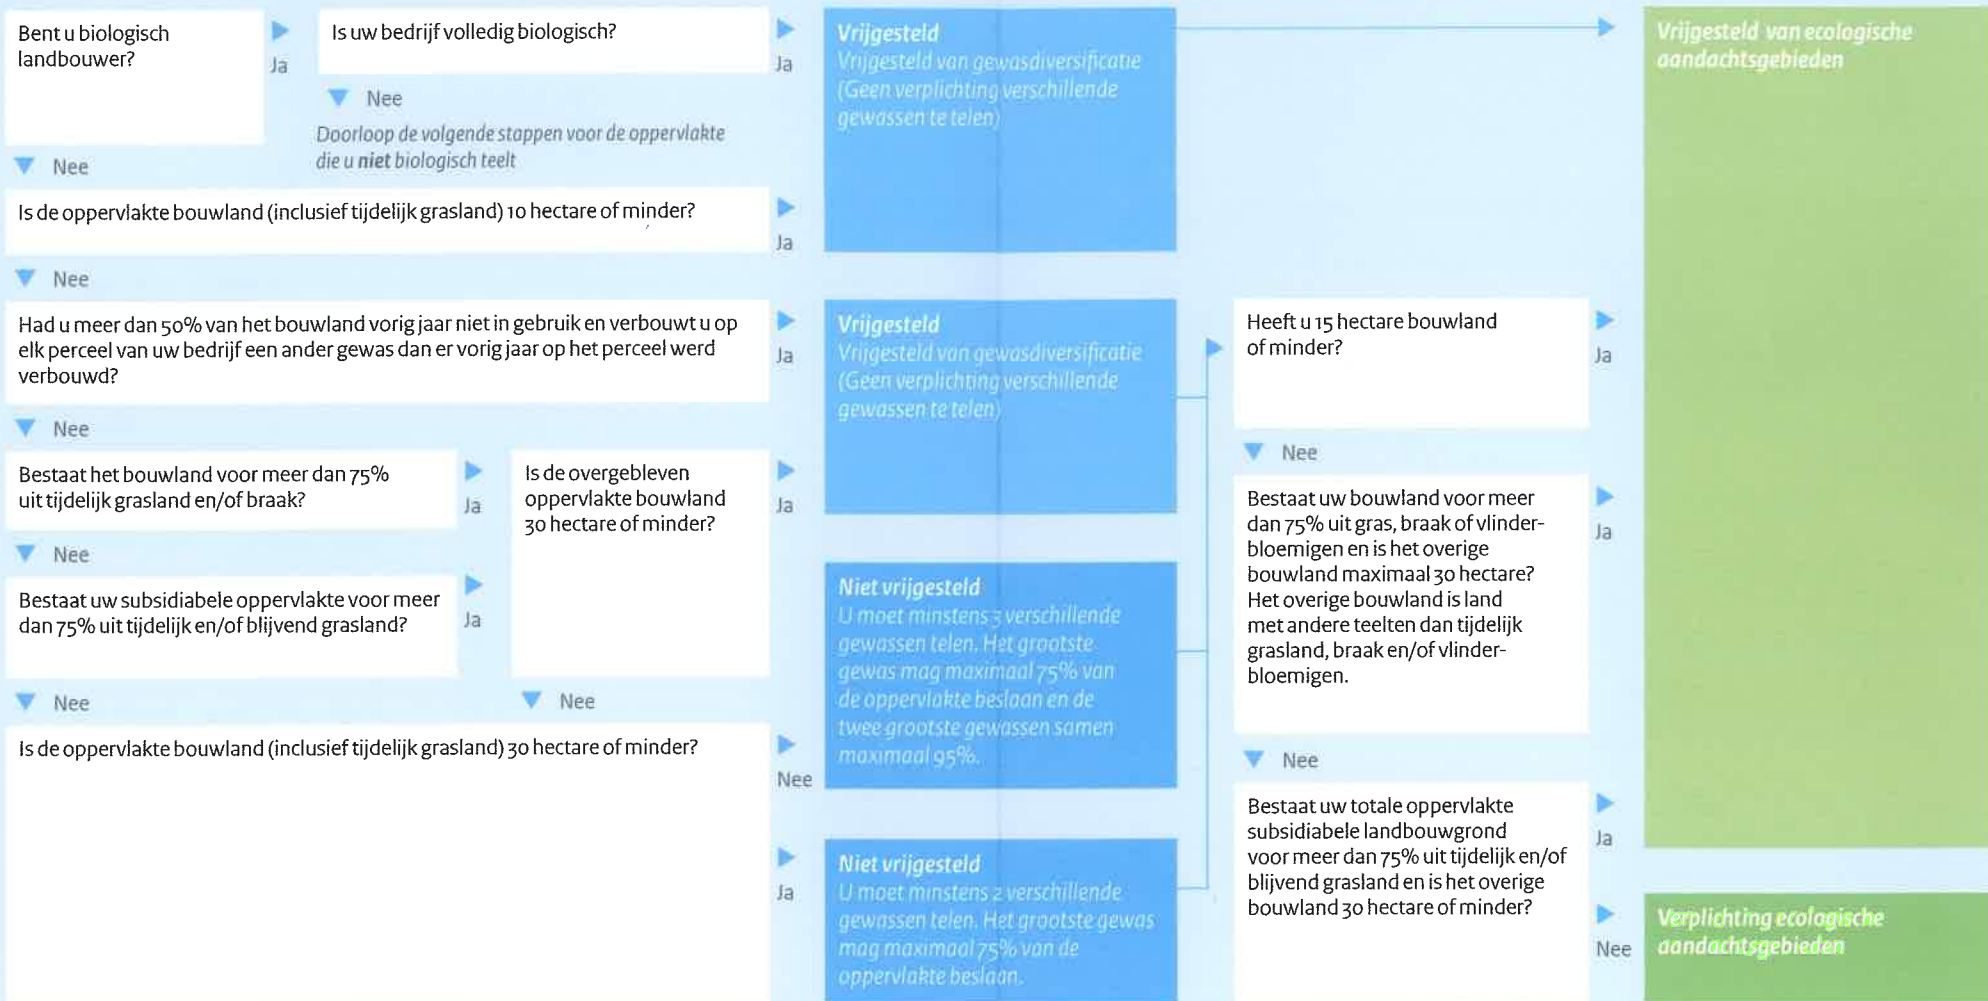 Bent u biologisch
landbouwer?
Ja
Nee
Is uw bedrijf volledig biologisch?
Ja
Nee
Doorloop de volgende stappen voor de oppervlakte
die u niet biologisch teelt
Is de oppervlakte bouwland (inclusief tijdelijk grasland) 10 hectare of minder?
Ja
Nee
Vrijgesteld
Vrijgesteld van gewasdiversificatie
(Geen verplichting verschillende
gewassen te telen)
Had u meer dan 50% van het bouwland vorig jaar niet in gebruik en verbouwt u op
elk perceel van uw bedrijf een ander gewas dan er vorig jaar op het perceel werd
verbouwd?
Ja
Nee
Bestaat het bouwland voor meer dan 75%
uit tijdelijk grasland en/of braak?
Ja
Nee
Bestaat uw subsidiabele oppervlakte voor meer
dan 75% uit tijdelijk en/of blijvend grasland?
Ja
Nee
Is de overgebleven
oppervlakte bouwland
30 hectare of minder?
Ja
Nee
Vrijgesteld
Vrijgesteld van gewasdiversificatie
(Geen verplichting verschillende
gewassen te telen)
Is de oppervlakte bouwland (inclusief tijdelijk grasland) 30 hectare of minder?
Nee
Ja
Niet vrijgesteld
U moet minstens 3 verschillende
gewassen telen. Het grootste
gewas mag maximaal 75% van
de oppervlakte beslaan en de
twee grootste gewassen samen
maximaal 95%.
Niet vrijgesteld
U moet minstens 2 verschillende
gewassen telen. Het grootste gewas
mag maximaal 75% van de
oppervlakte beslaan.
Heeft u 15 hectare bouwland
of minder?
Ja
Nee
Bestaat uw bouwland voor meer
dan 75% uit gras, braak of vlinder-
bloemigen en is het overige
bouwland maximaal 30 hectare?
Het overige bouwland is land
met andere teelten dan tijdelijk
grasland, braak en/of vlinder-
bloemigen.
Ja
Nee
Bestaat uw totale oppervlakte
subsidiabele landbouwgrond
voor meer dan 75% uit tijdelijk en/of
blijvend grasland en is het overige
bouwland 30 hectare of minder?
Ja
Nee
Vrijgesteld van ecologische
aandachtsgebieden
Verplichting ecologische
aandachtsgebieden